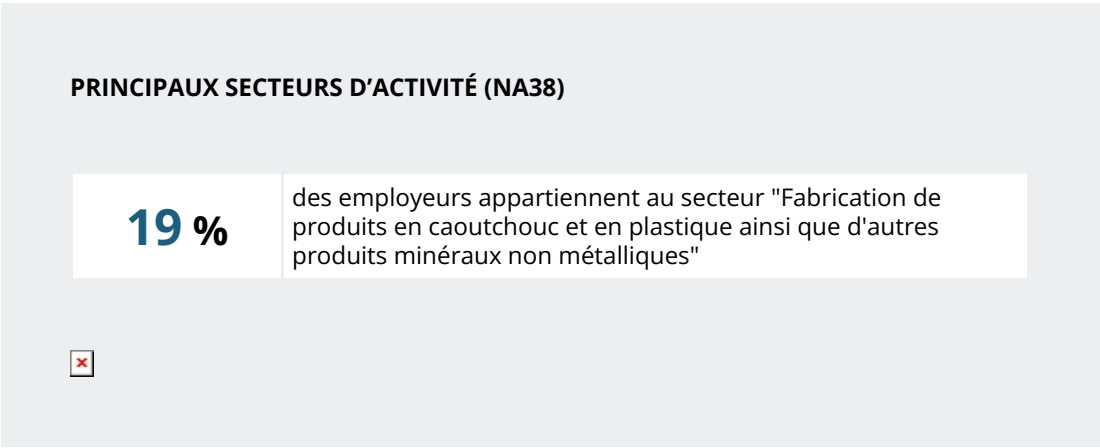 PRINCIPAUX SECTEURS D’ACTIVITÉ (NA38)
19 %
des employeurs appartiennent au secteur "Fabrication de
produits en caoutchouc et en plastique ainsi que d'autres
produits minéraux non métalliques"